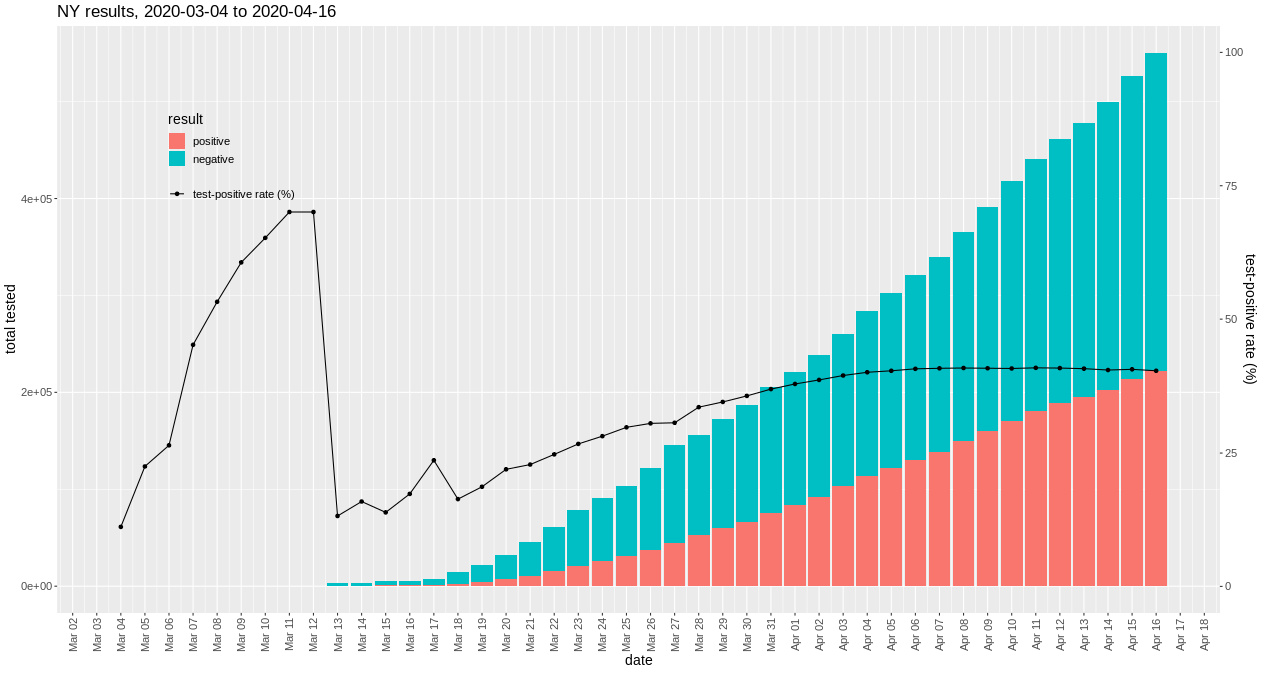 NY results, 2020-03-04 to 2020-04-16
result
positive
negative
test-positive rate (%)
total tested
4e+05
2e+05
0e+00
100
75
50
25
0
test-positive rate (%)
Mar 02
Mar 03
Mar 04
Mar 05
Mar 06
Mar 07
Mar 08
Mar 09
Mar 10
Mar 11
Mar 12
Mar 13
Mar 14
Mar 15
Mar 16
Mar 17
Mar 18
Mar 19
Mar 20
Mar 21
Mar 22
Mar 23
Mar 24
Mar 25
Mar 26
Mar 27
Mar 28
Mar 29
Mar 30
Mar 31
Apr 01
Apr 02
Apr 03
Apr 04
Apr 05
Apr 06
Apr 07
Apr 08
Apr 09
Apr 10
Apr 11
Apr 12
Apr 13
Apr 14
Apr 15
Apr 16
Apr 17
Apr 18
date